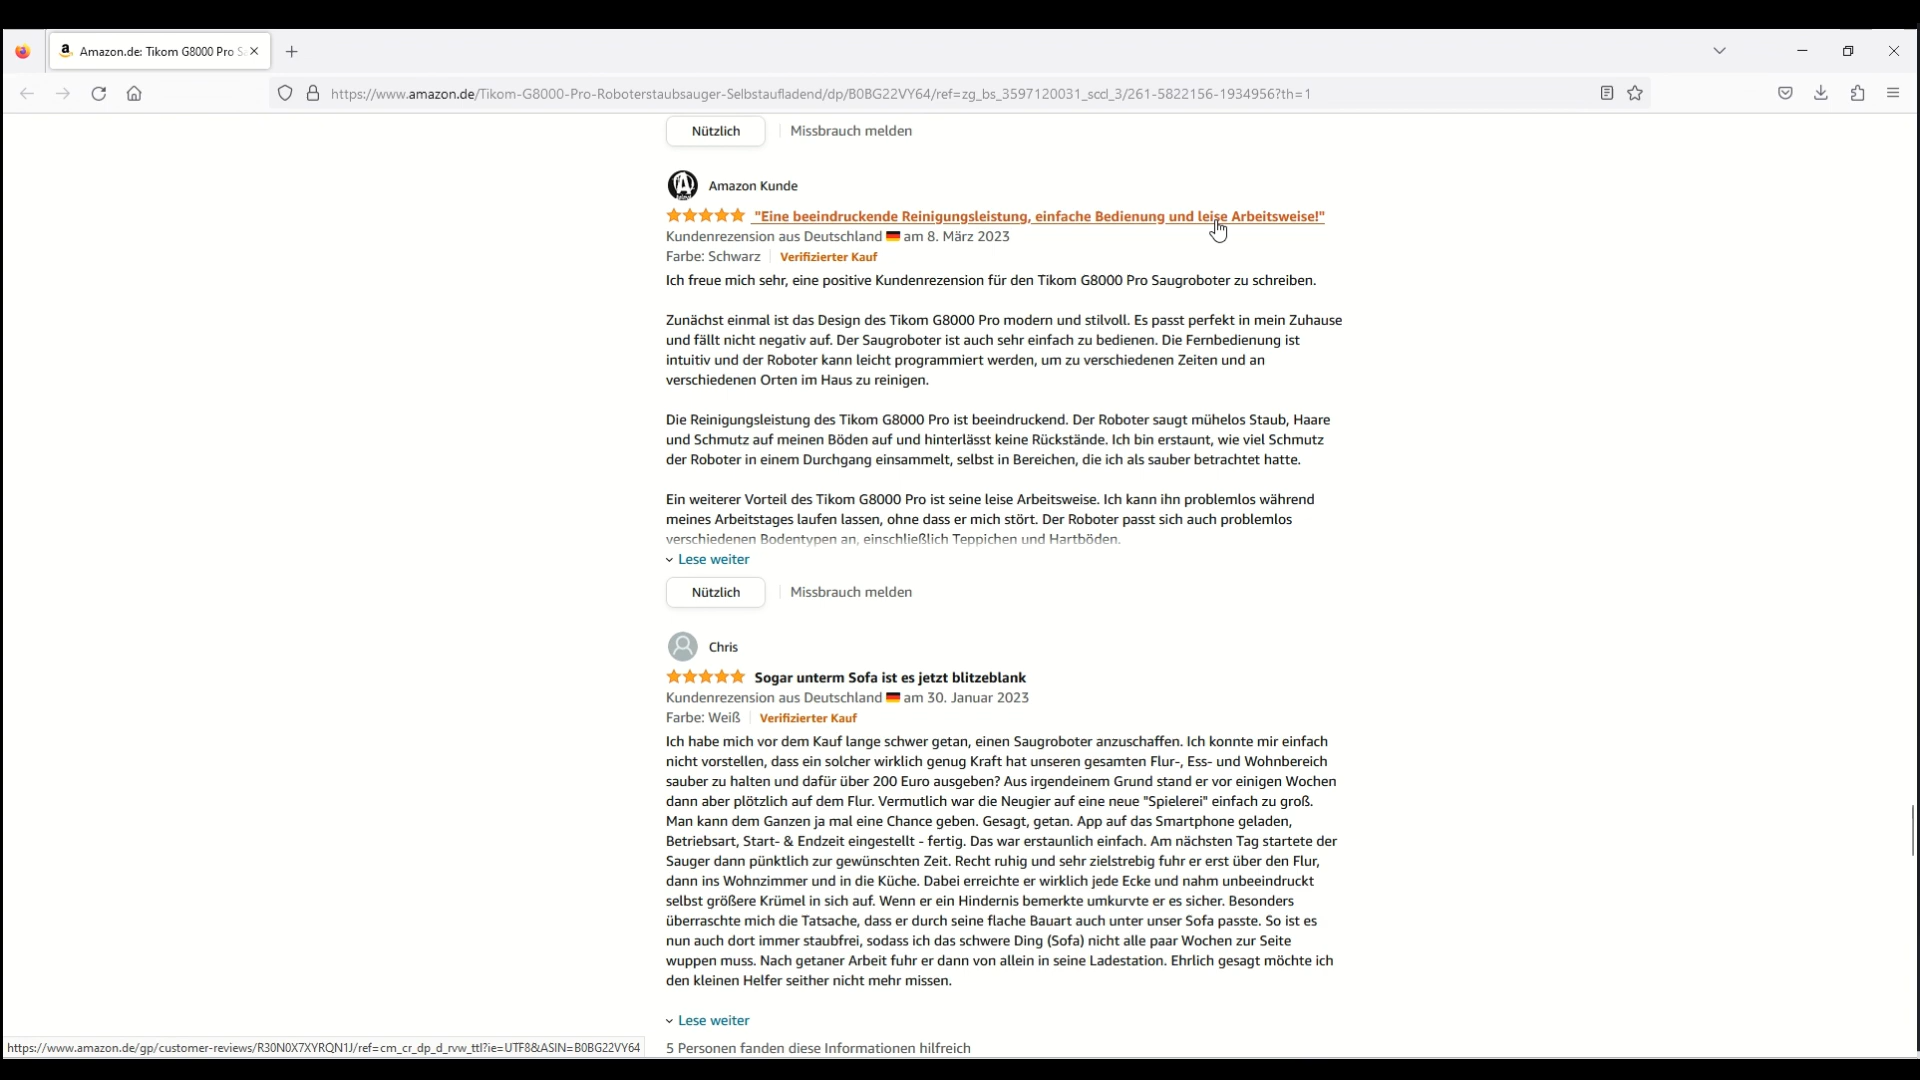 Amazon.de: Tikom G8000 Pro S
https://www.amazon.de/Tikom-G8000-Pro-Roboterstaubsauger-Selbstaufladend/dp/B0BG22VY64/ref=zg_bs_3597120031_sccl_3/261-5822156-1934956?th=1
Nützlich Missbrauch melden
Amazon Kunde
"Eine beeindruckende Reinigungsleistung, einfache Bedienung und leise Arbeitsweise!"
Kundenrezension aus Deutschland am 8. März 2023
Farbe: Schwarz Verifizierter Kauf
Ich freue mich sehr, eine positive Kundenrezension für den Tikom G8000 Pro Saugroboter zu schreiben.
Zunächst einmal ist das Design des Tikom G8000 Pro modern und stilvoll. Es passt perfekt in mein Zuhause
und fällt nicht negativ auf. Der Saugroboter ist auch sehr einfach zu bedienen. Die Fernbedienung ist
intuitiv und der Roboter kann leicht programmiert werden, um zu verschiedenen Zeiten und an
verschiedenen Orten im Haus zu reinigen.
Die Reinigungsleistung des Tikom G8000 Pro ist beeindruckend. Der Roboter saugt mühelos Staub, Haare
und Schmutz auf meinen Böden auf und hinterlässt keine Rückstände. Ich bin erstaunt, wie viel Schmutz
der Roboter in einem Durchgang einsammelt, selbst in Bereichen, die ich als sauber betrachtet hatte.
Ein weiterer Vorteil des Tikom G8000 Pro ist seine leise Arbeitsweise. Ich kann ihn problemlos während
meines Arbeitstages laufen lassen, ohne dass er mich stört. Der Roboter passt sich auch problemlos
verschiedenen Bodentypen an, einschließlich Teppichen und Hartböden.
Lese weiter
Nützlich Missbrauch melden
Chris
Sogar unterm Sofa ist es jetzt blitzeblank
Kundenrezension aus Deutschland am 30. Januar 2023
Farbe: Weiß Verifizierter Kauf
Ich habe mich vor dem Kauf lange schwer getan, einen Saugroboter anzuschaffen. Ich konnte mir einfach
nicht vorstellen, dass ein solcher wirklich genug Kraft hat unseren gesamten Flur-, Ess- und Wohnbereich
sauber zu halten und dafür über 200 Euro ausgeben? Aus irgendeinem Grund stand er vor einigen Wochen
dann aber plötzlich auf dem Flur. Vermutlich war die Neugier auf eine neue "Spielerei" einfach zu groß.
Man kann dem Ganzen ja mal eine Chance geben. Gesagt, getan. App auf das Smartphone geladen,
Betriebsart, Start- & Endzeit eingestellt - fertig. Das war erstaunlich einfach. Am nächsten Tag startete der
Sauger dann pünktlich zur gewünschten Zeit. Recht ruhig und sehr zielstrebig fuhr er erst über den Flur,
dann ins Wohnzimmer und in die Küche. Dabei erreichte er wirklich jede Ecke und nahm unbeeindruckt
selbst größere Krümel in sich auf. Wenn er ein Hindernis bemerkte umkurvte er es sicher. Besonders
überraschte mich die Tatsache, dass er durch seine flache Bauart auch unter unser Sofa passte. So ist es
nun auch dort immer staubfrei, sodass ich das schwere Ding (Sofa) nicht alle paar Wochen zur Seite
wuppen muss. Nach getaner Arbeit fuhr er dann von allein in seine Ladestation. Ehrlich gesagt möchte ich
den kleinen Helfer seither nicht mehr missen.
Lese weiter
5 Personen fanden diese Informationen hilfreich
https://www.amazon.de/gp/customer-reviews/R30N0X7XYRQN1J/ref=cm_cr_dp_d_rvw_ttl?ie=UTF8&ASIN=B0BG22VY64